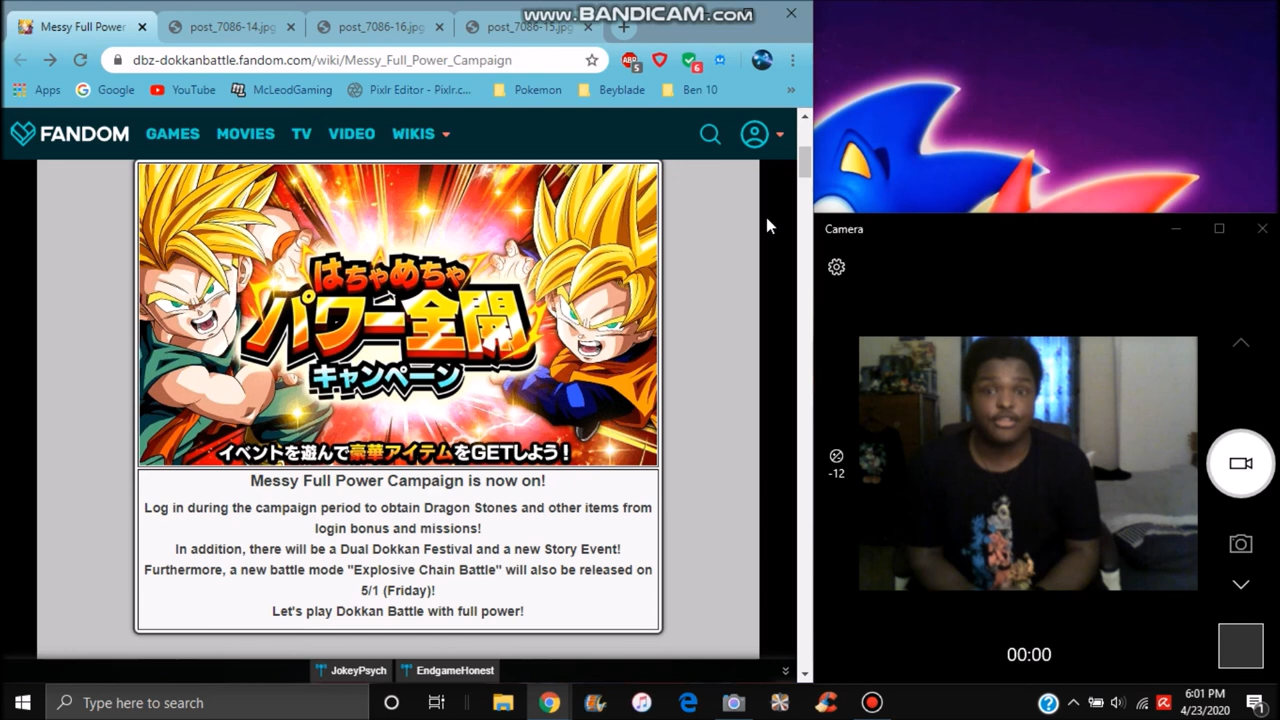 www.BANDICAM.com
Messy Full Power
post_7086-14.jpg
post_7086-16.jpg
post_7086-15.jpg
dbz-dokkanbattle.fandom.com/wiki/Messy_Full_Power_Campaign
5
6
Apps
Google
YouTube
McLeodGaming
Pixlr Editor - Pixlr.c...
Pokemon
Beyblade
Ben 10
»
FANDOM
GAMES
MOVIES
TV
VIDEO
WIKIS
はちゃめちゃ
パワー全開
キャンペーン
イベントを遊んで豪華アイテムをGETしよう!
Messy Full Power Campaign is now on!
Log in during the campaign period to obtain Dragon Stones and other items from
login bonus and missions!
In addition, there will be a Dual Dokkan Festival and a new Story Event!
Furthermore, a new battle mode "Explosive Chain Battle" will also be released on
5/1 (Friday)!
Let's play Dokkan Battle with full power!
JokeyPsych
EndgameHonest
Camera
-12
00:00
Type here to search
6:01 PM
4/23/2020